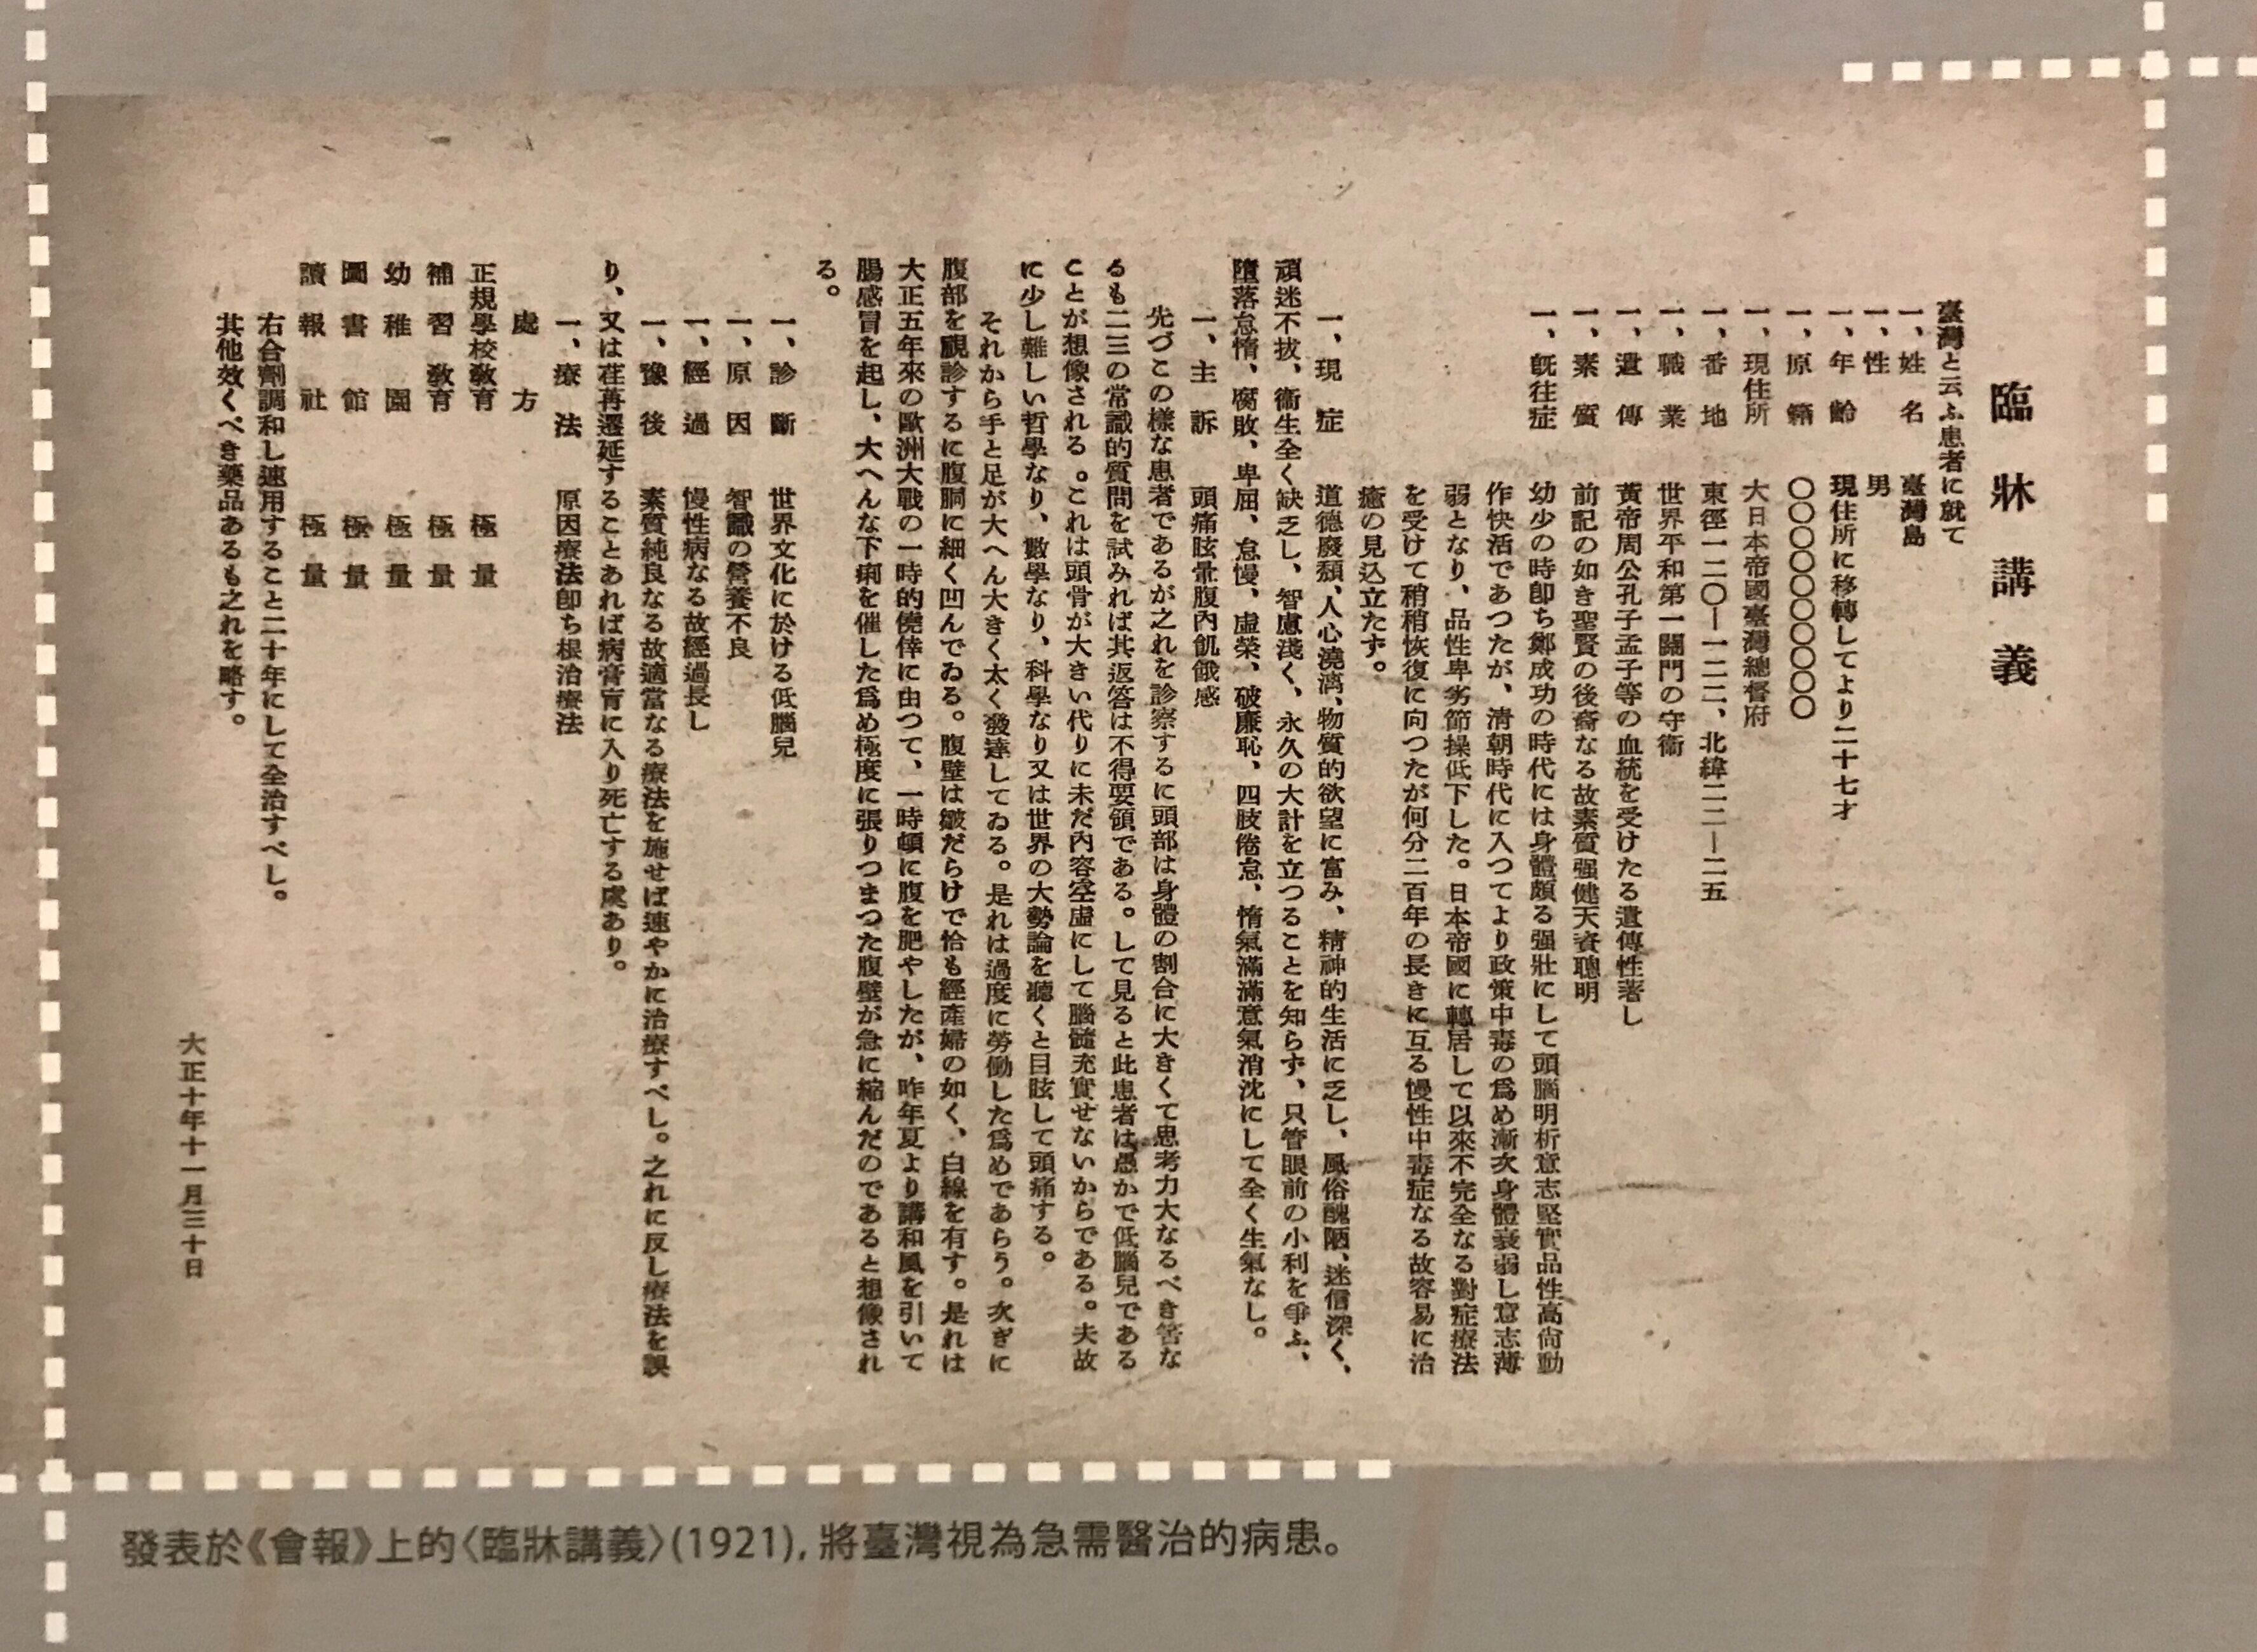 臨牀講義
臺灣と云ふ患者に就て
一、姓名 臺灣島
一、性 男
一、年齡 現住所に移轉してより二十七才
一、原籍 〇〇〇〇〇〇〇〇〇〇
一、現住所 大日本帝國臺灣總督府
一、番地 東徑一二〇―一二二、北緯二二―二五
一、職業 世界平和第一關門の守衞
一、遺傳 黃帝周公孔子孟子等の血統を受けたる遺傳性著し
一、素質 前記の如き聖賢の後裔なる故素質强健天資聰明
一、旣往症 幼少の時卽ち鄭成功の時代には身體頗る强壯にして頭腦明析意志堅實品性高尙動
作快活であつたが、淸朝時代に入つてより政策中毒の爲め漸次身體衰弱し意志薄
弱となり、品性卑劣節操低下した。日本帝國に轉居して以來不完全なる對症療法
を受けて稍稍恢復に向つたが何分二百年の長きに亙る慢性中毒症なる故容易に治
癒の見込立たず。
一、現症 道德廢頽、人心澆漓、物質的欲望に富み、精神的生活に乏し、風俗醜陋、迷信深く、
頑迷不拔、衞生全く缺乏し、智慮淺く、永久の大計を立つることを知らず、只管眼前の小利を爭ふ、
墮落怠惰、腐敗、卑屈、怠慢、虛榮、破廉恥、四肢倦怠、惰氣滿滿意氣消沈にして全く生氣なし。
一、主訴 頭痛眩暈腹內飢餓感
先づこの樣な患者であるが之れを診察するに頭部は身體の割合に大きくて思考力大なるべき筈な
るも二三の常識的質問を試みれば其返答は不得要領である。して見ると此患者は愚かで低腦兒である
ことが想像される。これは頭骨が大きい代りに未だ內容空虛にして腦髓充實せないからである。夫故
に少し難しい哲學なり、數學なり、科學なり又は世界の大勢論を聽くと目眩して頭痛する。
それから手と足が大へん大きく太く發達してゐる。是れは過度に勞働した爲めであらう。次ぎに
腹部を覗診するに腹胴に細く凹んでゐる。腹壁は皺だらけで恰も經產婦の如く、白線を有す。是れは
大正五年來の歐洲大戰の一時的僥倖に由つて、一時頓に腹を肥やしたが、昨年夏より講和風を引いて
腸感冒を起し、大へんな下痢を催した爲め極度に張りつまつた腹壁が急に縮んだのであると想像され
る。
一、診斷 世界文化に於ける低腦兒
一、原因 智識の營養不良
一、經過 慢性病なる故經過長し
一、豫後 素質純良なる故適當なる療法を施せば速やかに治療すべし。之れに反し療法を誤
り、又は荏苒遷延することあれば病膏肓に入り死亡する虞あり。
一、療法 原因療法卽ち根治療法
處方
正規學校敎育 極量
補習敎育 極量
幼稚園 極量
圖書館 極量
讀報社 極量
右合劑調和し速用すること二十年にして全治すべし。
其他效くべき藥品あるも之れを略す。
大正十年十一月三十日
發表於《會報》上的〈臨牀講義〉(1921), 將臺灣視為急需醫治的病患。